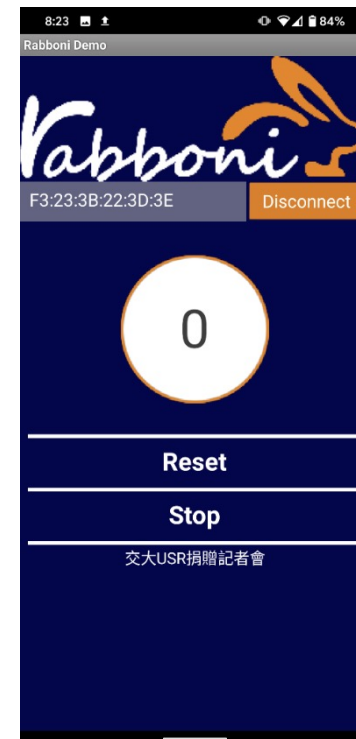 8:23 84%
Rabboni Demo
rabboni
F3:23:3B:22:3D:3E Disconnect
0
Reset
Stop
交大USR捐贈記者會